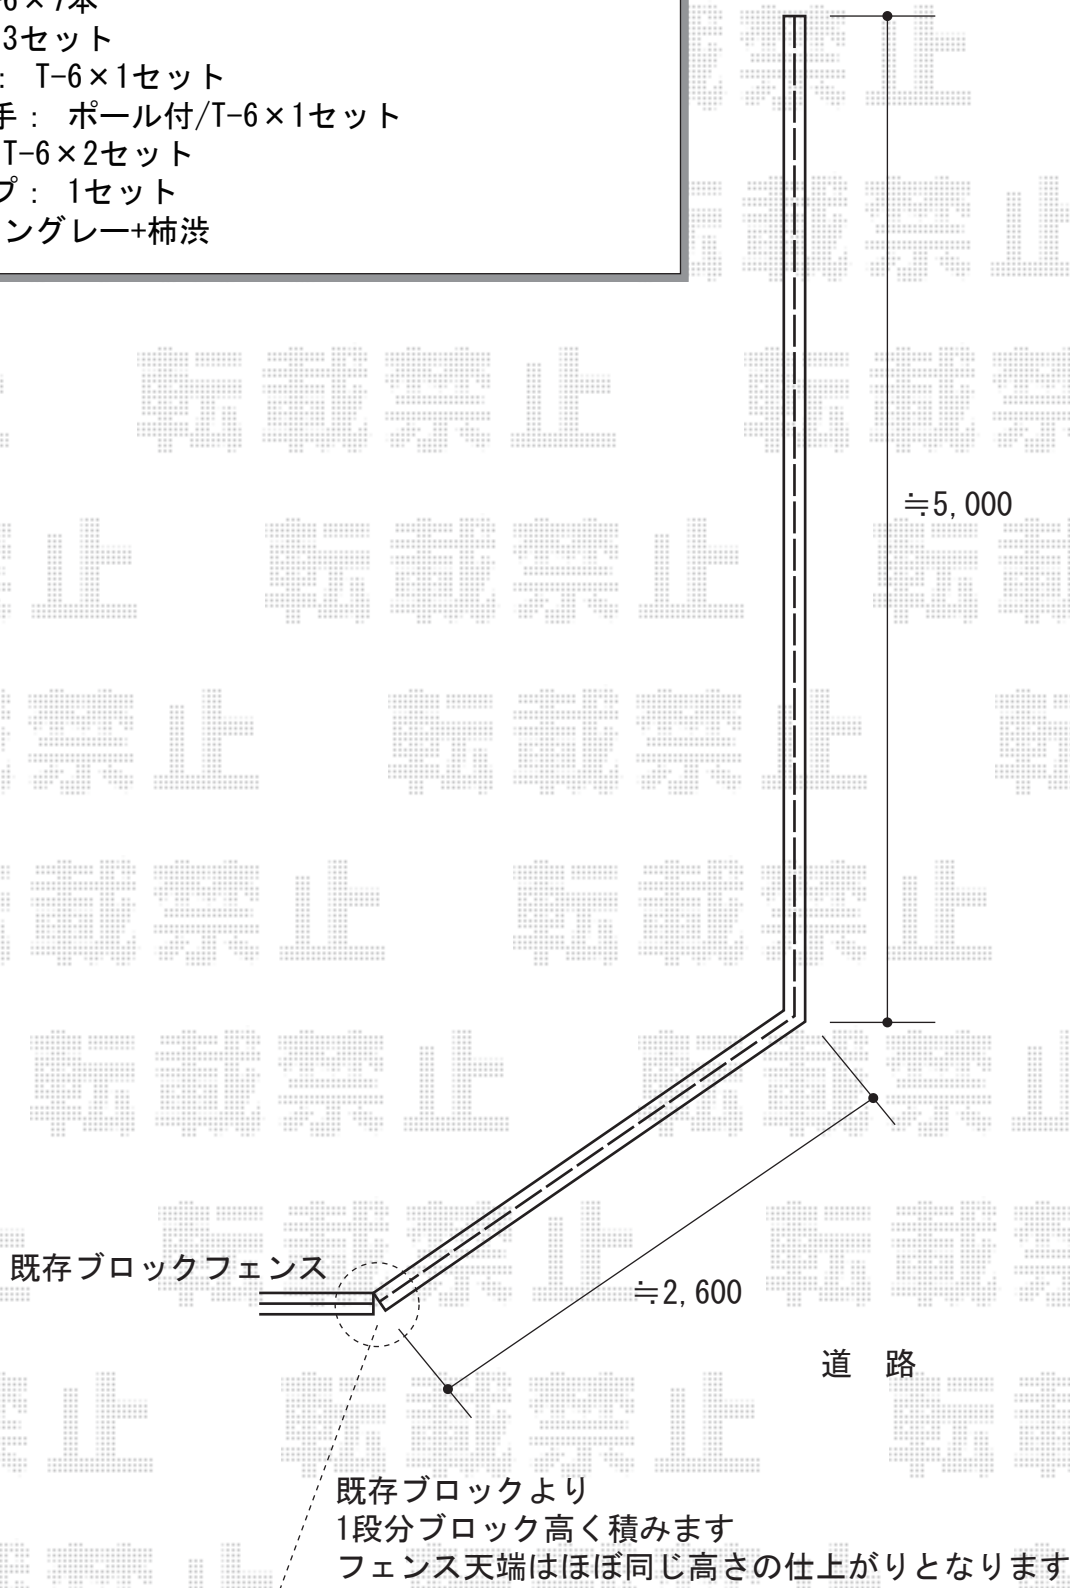 -6×7本
3セット
： T-6×1セット
手： ポール付/T-6×1セット
T-6×2セット
プ： 1セット
ングレー+柿渋
転載禁止
≒5,000
既存ブロックフェンス
≒2,600
道 路
既存ブロックより
1段分ブロック高く積みます
フェンス天端はほぼ同じ高さの仕上がりとなります